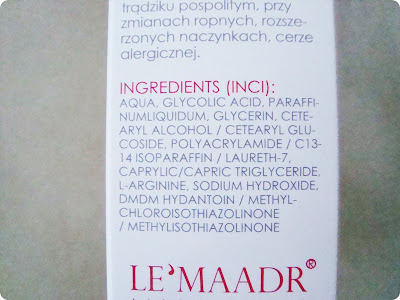 trądziku pospolitym, przy
zmianach ropnych, rozsze-
rzonych naczynkach, cerze
alergicznej.
INGREDIENTS (INCI):
AQUA, GLYCOLIC ACID, PARAFFI-
NUMLIQUIDUM, GLYCERIN, CETE-
ARYL ALCOHOL / CETEARYL GLU-
COSIDE, POLYACRYLAMIDE / C13-
14 ISOPARAFFIN / LAURETH-7,
CAPRYLIC/CAPRIC TRIGLYCERIDE,
L-ARGININE, SODIUM HYDROXIDE,
DMDM HYDANTOIN / METHYL-
CHLOROISOTHIAZOLINONE
/ METHYLISOTHIAZOLINONE
LE'MAADR®